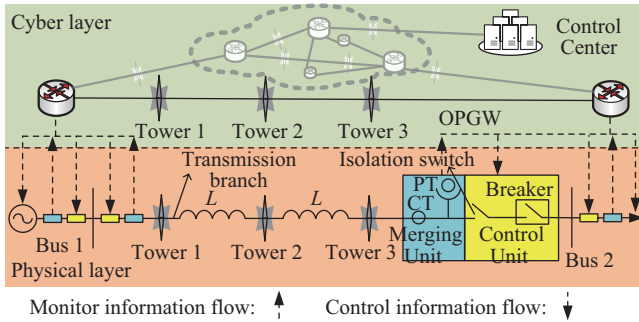 Cyber layer
Control
Center
Tower 1
Tower 2
Tower 3
OPGW
Transmission
branch
Isolation switch
L
L
PT
CT
Breaker
Bus 1
Tower 1
Tower 2
Tower 3
Merging
Unit
Control
Unit
Bus 2
Physical layer
Monitor information flow:
Control information flow: